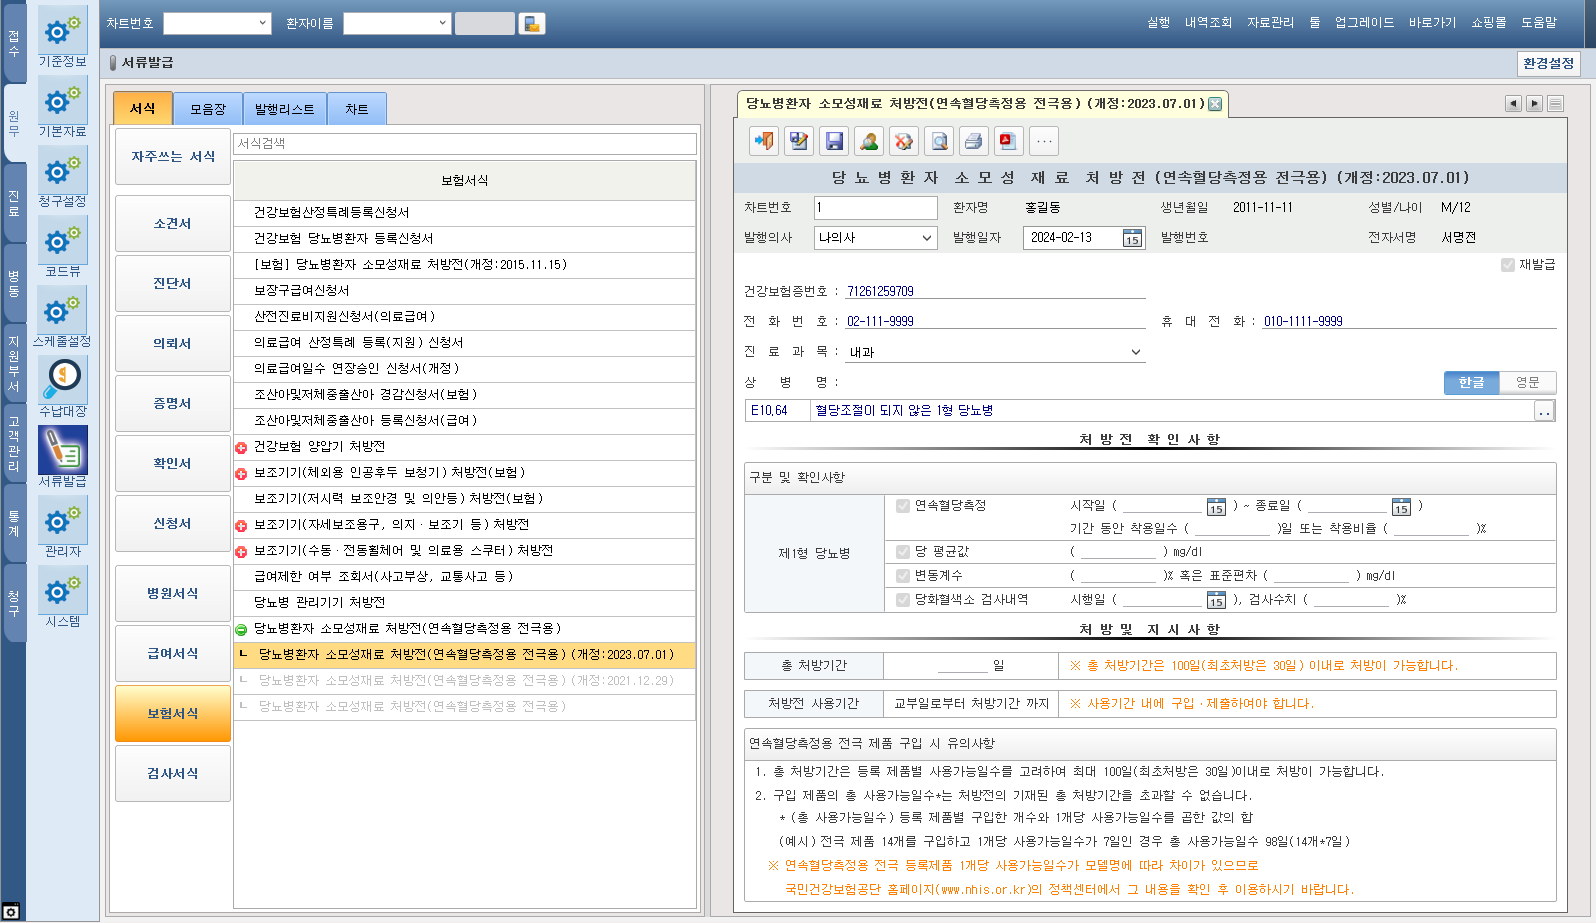 차트번호 환자이름 실행 내역조회 자료관리 툴 업그레이드 바로가기 쇼핑몰 도움말
서류발급 환경설정
접수
원무
진료
병동
지원부서
고객관리
통계
청구
기준정보
기본자료
청구설정
코드뷰
스케줄설정
수납대장
서류발급
관리자
시스템
서식 모음장 발행리스트 차트
자주쓰는 서식
소견서
진단서
의뢰서
증명서
확인서
신청서
병원서식
급여서식
보험서식
검사서식
서식검색
보험서식
건강보험산정특례등록신청서
건강보험 당뇨병환자 등록신청서
[보험] 당뇨병환자 소모성재료 처방전(개정:2015.11.15)
보장구급여신청서
산전진료비지원신청서(의료급여)
의료급여 산정특례 등록(지원) 신청서
의료급여일수 연장승인 신청서(개정)
조산아및저체중출산아 경감신청서(보험)
조산아및저체중출산아 등록신청서(급여)
건강보험 양압기 처방전
보조기기(체외용 인공후두 보청기) 처방전(보험)
보조기기(저시력 보조안경 및 의안등) 처방전(보험)
보조기기(자세보조용구, 의지·보조기 등) 처방전
보조기기(수동·전동휠체어 및 의료용 스쿠터) 처방전
급여제한 여부 조회서(사고부상, 교통사고 등)
당뇨병 관리기기 처방전
당뇨병환자 소모성재료 처방전(연속혈당측정용 전극용)
ㄴ 당뇨병환자 소모성재료 처방전(연속혈당측정용 전극용) (개정:2023.07.01)
ㄴ 당뇨병환자 소모성재료 처방전(연속혈당측정용 전극용) (개정:2021.12.29)
ㄴ 당뇨병환자 소모성재료 처방전(연속혈당측정용 전극용)
당뇨병환자 소모성재료 처방전(연속혈당측정용 전극용) (개정:2023.07.01)
...
당 뇨 병 환 자 소 모 성 재 료 처 방 전 (연속혈당측정용 전극용) (개정:2023.07.01)
차트번호 1 환자명 홍길동 생년월일 2011-11-11 성별/나이 M/12
발행의사 나의사 발행일자 2024-02-13 15 발행번호 전자서명 서명전
재발급
건강보험증번호 : 71261259709
전 화 번 호 : 02-111-9999 휴 대 전 화 : 010-1111-9999
진 료 과 목 : 내과
상 병 명 : 한글 영문
E10.64 혈당조절이 되지 않은 1형 당뇨병 ..
처 방 전 확 인 사 항
구분 및 확인사항
제1형 당뇨병
연속혈당측정 시작일 ( 15 ) ~ 종료일 ( 15 )
기간 동안 착용일수 ( )일 또는 착용비율 ( )%
당 평균값 ( ) mg/dl
변동계수 ( )% 혹은 표준편차 ( ) mg/dl
당화혈색소 검사내역 시행일 ( 15 ), 검사수치 ( )%
처 방 및 지 시 사 항
총 처방기간 일 ※ 총 처방기간은 100일(최초처방은 30일) 이내로 처방이 가능합니다.
처방전 사용기간 교부일로부터 처방기간 까지 ※ 사용기간 내에 구입·제출하여야 합니다.
연속혈당측정용 전극 제품 구입 시 유의사항
1. 총 처방기간은 등록 제품별 사용가능일수를 고려하여 최대 100일(최초처방은 30일)이내로 처방이 가능합니다.
2. 구입 제품의 총 사용가능일수*는 처방전의 기재된 총 처방기간을 초과할 수 없습니다.
* (총 사용가능일수) 등록 제품별 구입한 개수와 1개당 사용가능일수를 곱한 값의 합
(예시) 전극 제품 14개를 구입하고 1개당 사용가능일수가 7일인 경우 총 사용가능일수 98일(14개*7일)
※ 연속혈당측정용 전극 등록제품 1개당 사용가능일수가 모델명에 따라 차이가 있으므로
국민건강보험공단 홈페이지(www.nhis.or.kr)의 정책센터에서 그 내용을 확인 후 이용하시기 바랍니다.